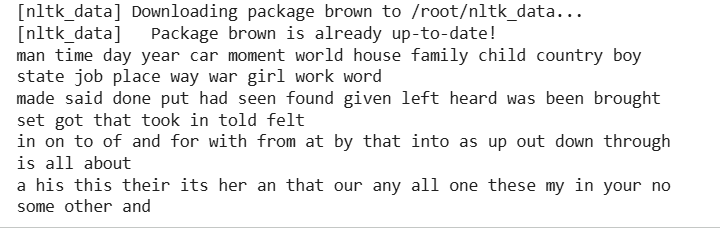 [nltk_data] Downloading package brown to /root/nltk_data...
[nltk_data]   Package brown is already up-to-date!
man time day year car moment world house family child country boy
state job place way war girl work word
made said done put had seen found given left heard was been brought
set got that took in told felt
in on to of and for with from at by that into as up out down through
is all about
a his this their its her an that our any all one these my in your no
some other and